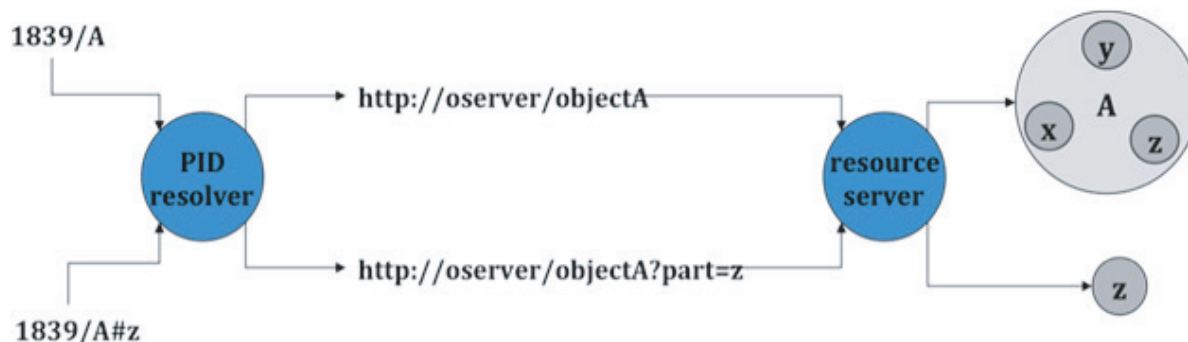 1839/A
http://oserver/objectA
PID
resolver
resource
server
y
A
x
z
http://oserver/objectA?part=z
z
1839/A#z